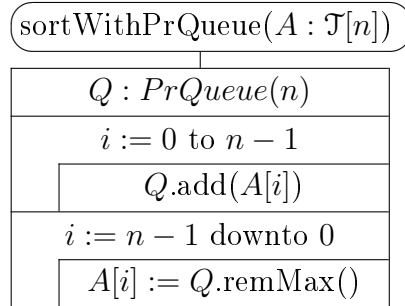 sortWithPrQueue(A : 𝒯[n])
Q : PrQueue(n)
i := 0 to n − 1
Q.add(A[i])
i := n − 1 downto 0
A[i] := Q.remMax()